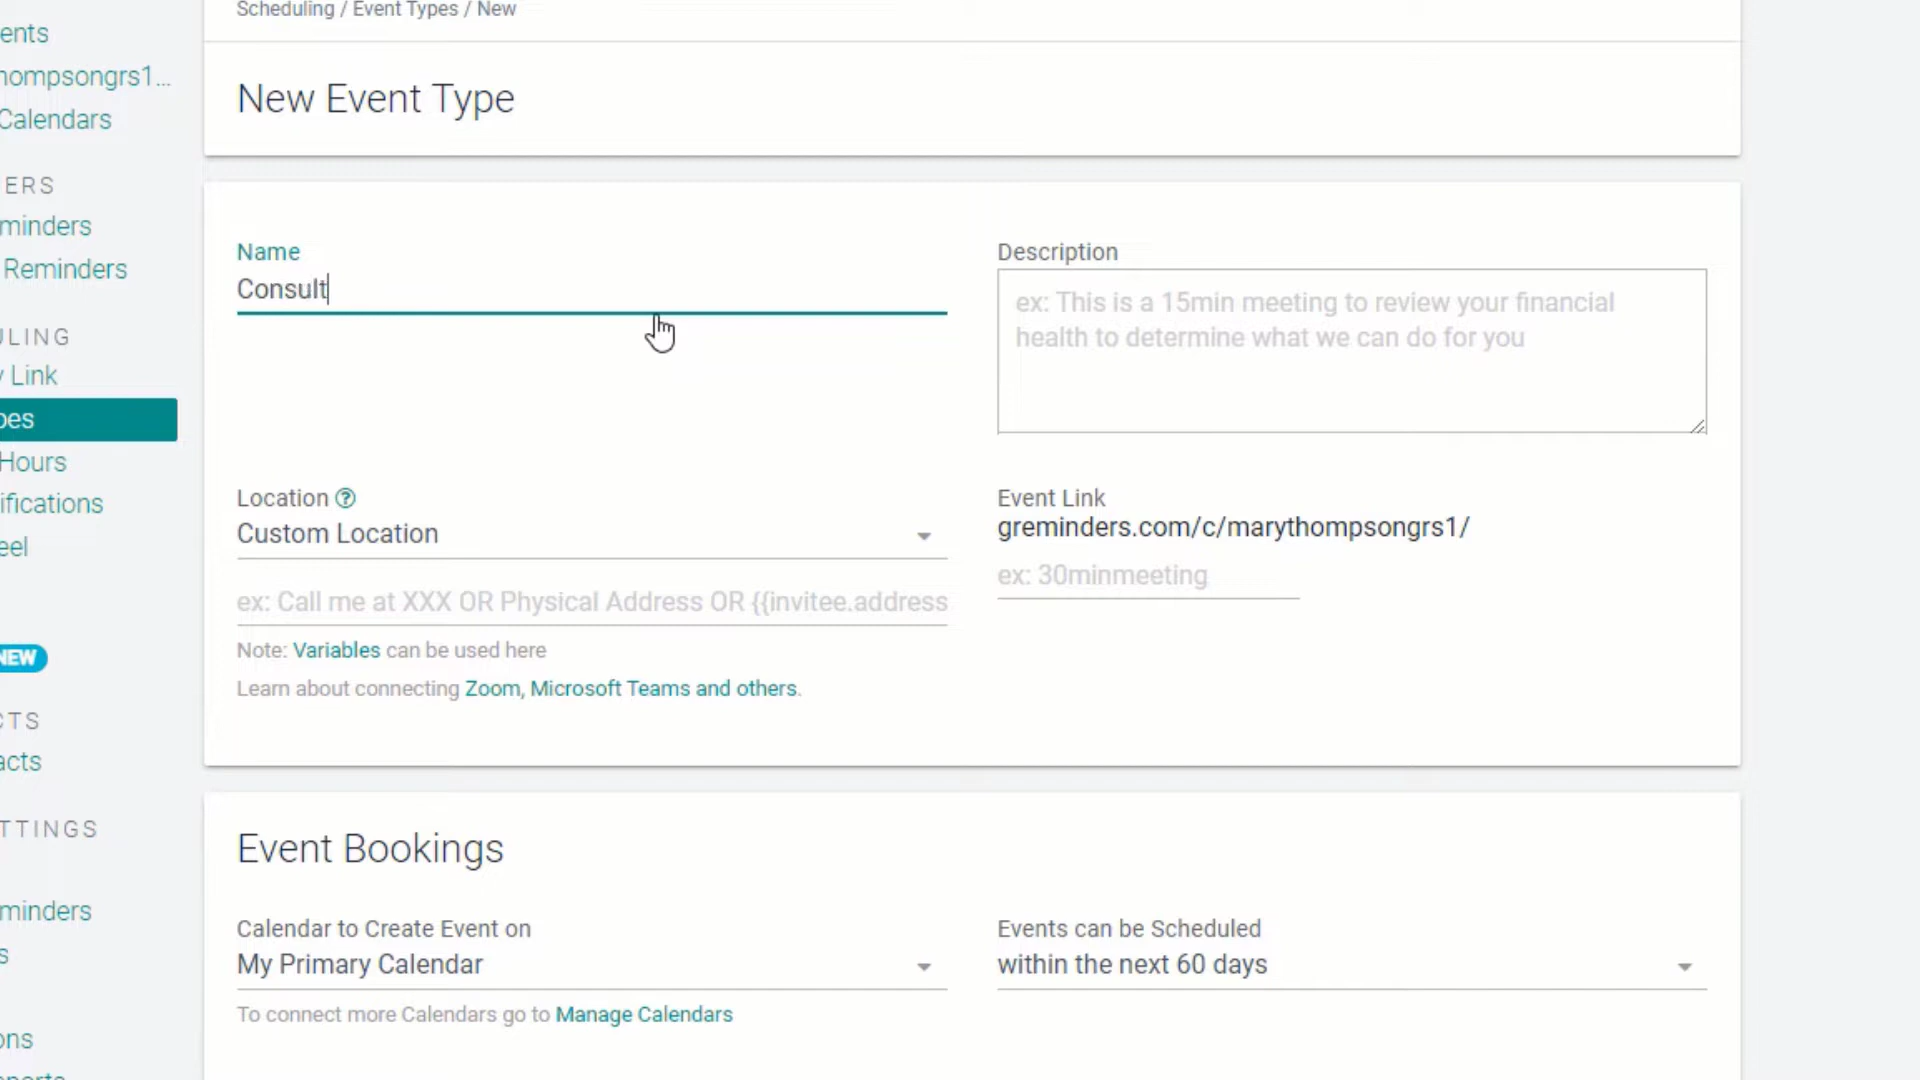 Scheduling / Event Types / New
ents
hompsongrs1...
Calendars
New Event Type
ERS
minders
Reminders
Name
Consult
Description
ex: This is a 15min meeting to review your financial
health to determine what we can do for you
ULING
Link
pes
Hours
ifications
eel
Location
Custom Location
ex: Call me at XXX OR Physical Address OR {{invitee.address
Note: Variables can be used here
Learn about connecting Zoom, Microsoft Teams and others.
Event Link
greminders.com/c/marythompsongrs1/
ex: 30minmeeting
NEW
CTS
acts
TTINGS
minders
s
ons
Event Bookings
Calendar to Create Event on
My Primary Calendar
To connect more Calendars go to Manage Calendars
Events can be Scheduled
within the next 60 days